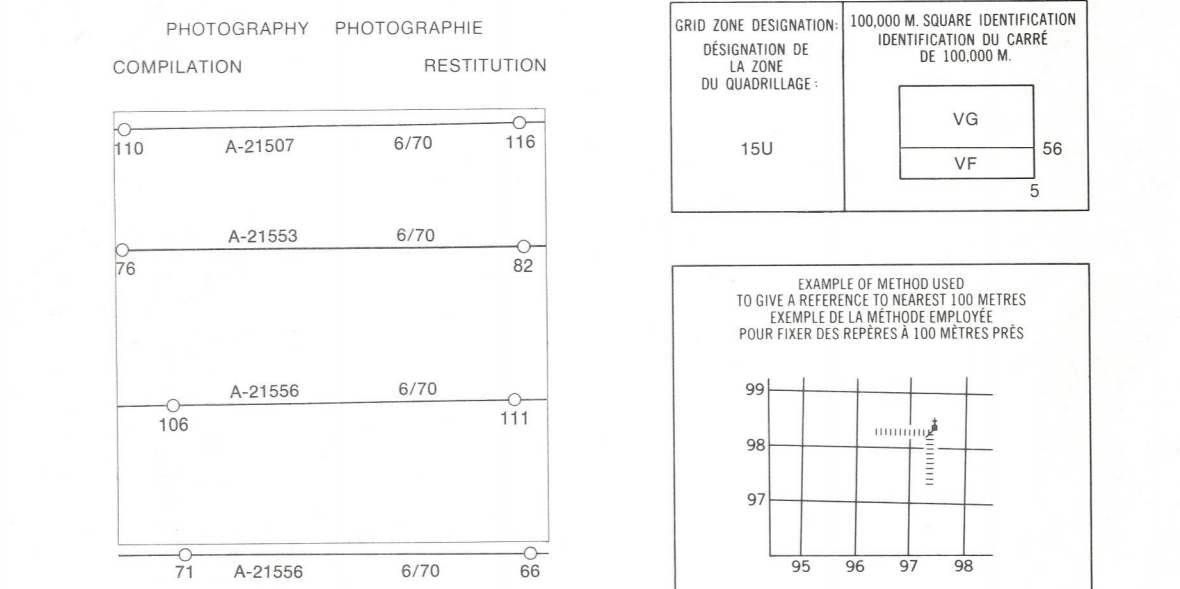 PHOTOGRAPHY PHOTOGRAPHIE
COMPILATION RESTITUTION
110 A-21507 6/70 116
A-21553 6/70
76 82
A-21556 6/70
106 111
71 A-21556 6/70 66
GRID ZONE DESIGNATION:
DÉSIGNATION DE
LA ZONE
DU QUADRILLAGE:
15U
100,000 M. SQUARE IDENTIFICATION
IDENTIFICATION DU CARRÉ
DE 100,000 M.
VG
VF
56
5
EXAMPLE OF METHOD USED
TO GIVE A REFERENCE TO NEAREST 100 METRES
EXEMPLE DE LA MÉTHODE EMPLOYÉE
POUR FIXER DES REPÈRES À 100 MÈTRES PRÈS
99
98
97
95 96 97 98